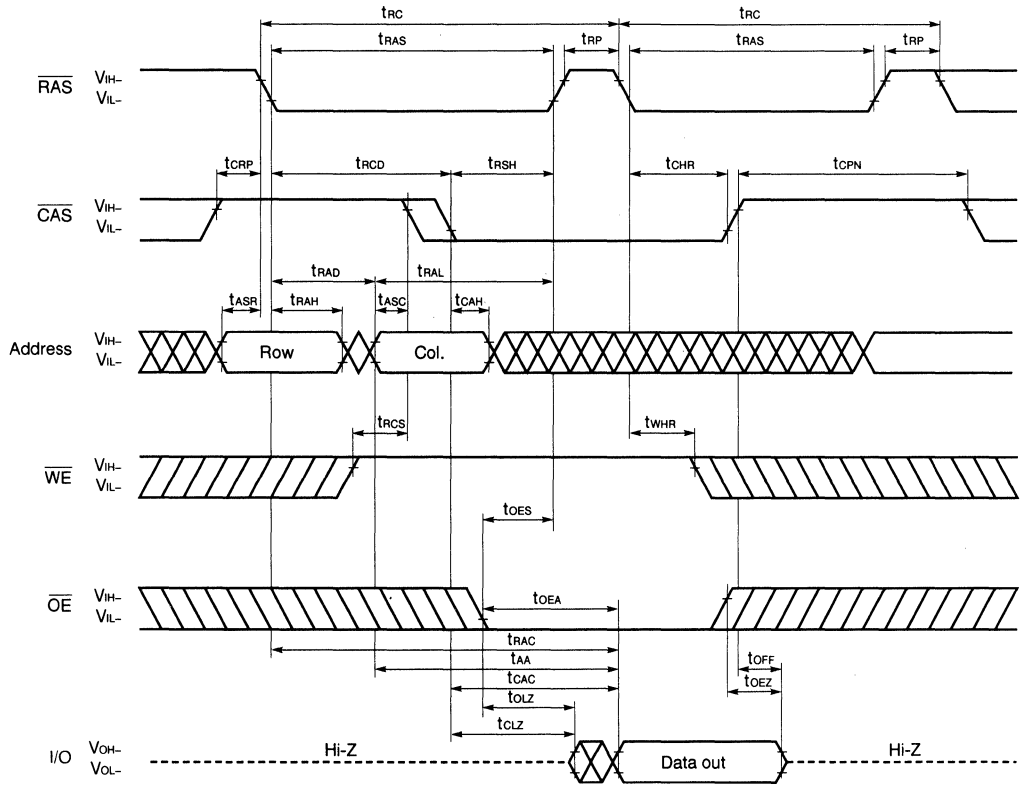 tRC tRC
tRAS tRP tRAS tRP
RAS VIH– VIL–
tCRP tRCD tRSH tCHR tCPN
CAS VIH– VIL–
tRAD tRAL
tASR tRAH tASC tCAH
Address VIH– VIL– Row Col.
tRCS tWHR
WE VIH– VIL–
tOES
OE VIH– VIL–
tOEA
tRAC
tAA tOFF
tCAC tOEZ
tOLZ
tCLZ
I/O VOH– VOL– Hi-Z Data out Hi-Z